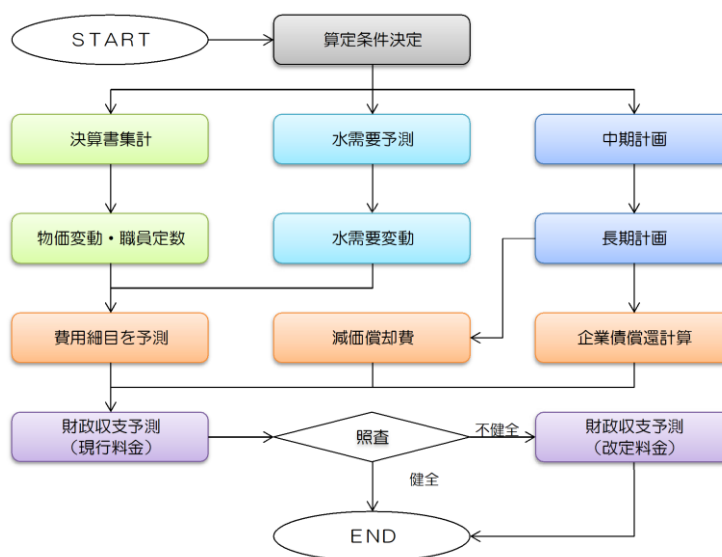 ＳＴＡＲＴ
算定条件決定
決算書集計
水需要予測
中期計画
物価変動・職員定数
水需要変動
長期計画
費用細目を予測
減価償却費
企業債償還計算
財政収支予測
（現行料金）
照査
不健全
財政収支予測
（改定料金）
健全
ＥＮＤ